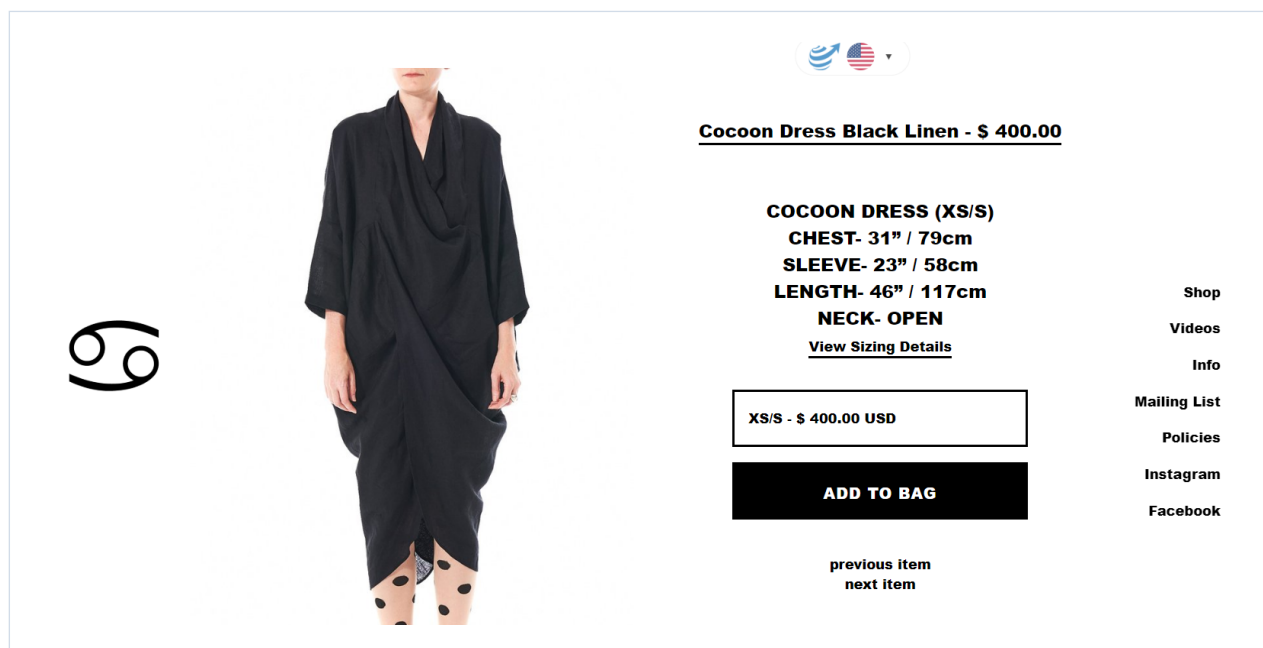 Cocoon Dress Black Linen - $ 400.00
COCOON DRESS (XS/S)
CHEST- 31” / 79cm
SLEEVE- 23” / 58cm
LENGTH- 46” / 117cm
NECK- OPEN
View Sizing Details
XS/S - $ 400.00 USD
ADD TO BAG
previous item
next item
Shop
Videos
Info
Mailing List
Policies
Instagram
Facebook